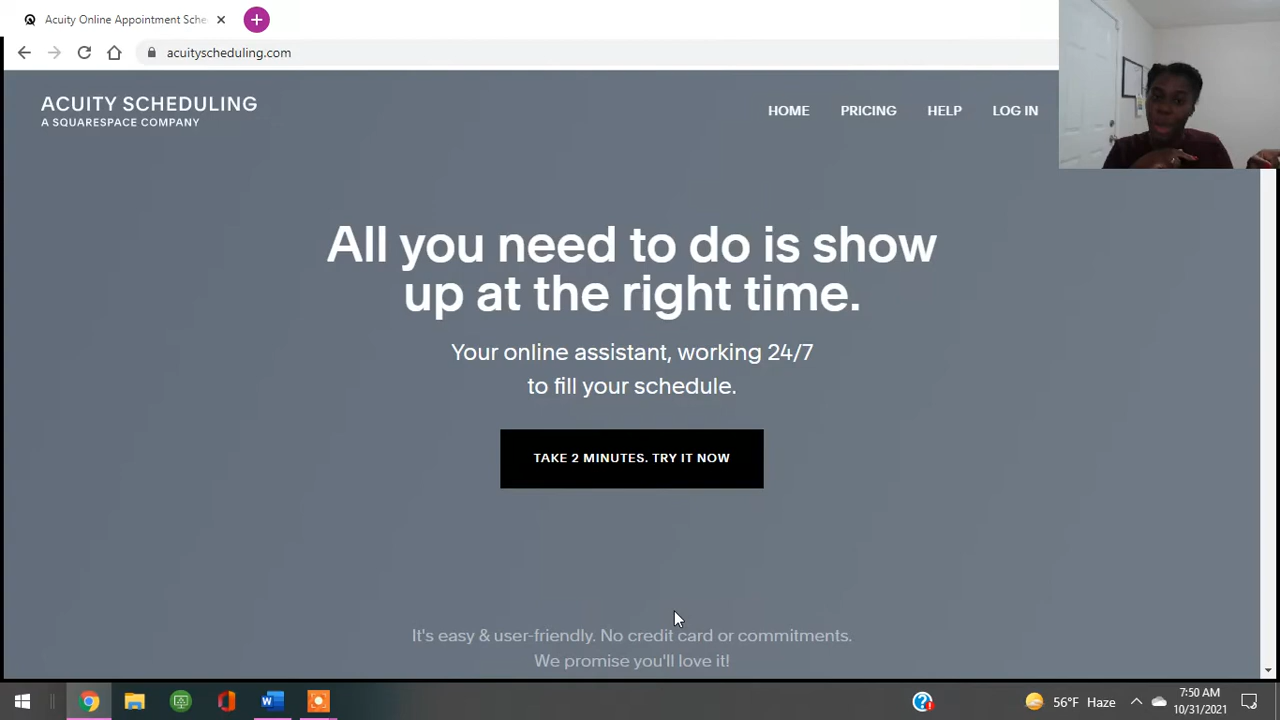 Acuity Online Appointment Sche
acuityscheduling.com
ACUITY SCHEDULING
A SQUARESPACE COMPANY
HOME PRICING HELP LOG IN
All you need to do is show
up at the right time.
Your online assistant, working 24/7
to fill your schedule.
TAKE 2 MINUTES. TRY IT NOW
It's easy & user-friendly. No credit card or commitments.
We promise you'll love it!
56°F Haze
7:50 AM
10/31/2021